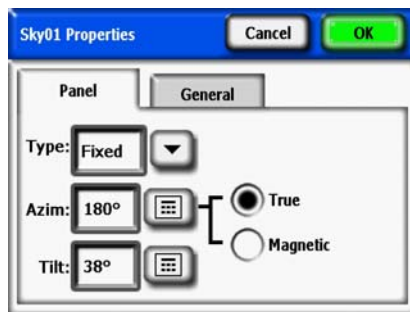 Sky01 Properties Cancel OK
Panel General
Type: Fixed
Azim: 180° True
Magnetic
Tilt: 38°